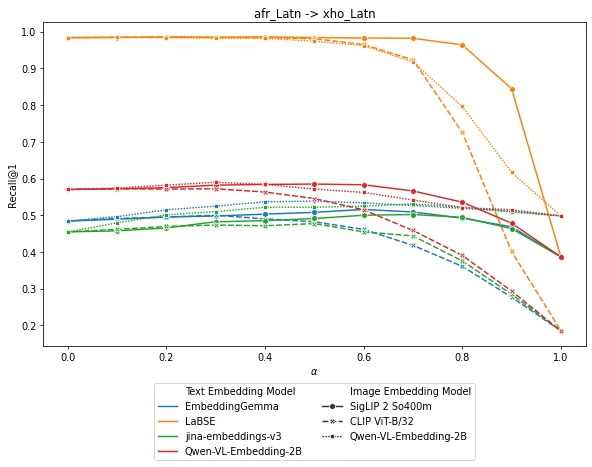 afr_Latn -> xho_Latn
Recall@1
1.0
0.9
0.8
0.7
0.6
0.5
0.4
0.3
0.2
0.0 0.2 0.4 0.6 0.8 1.0
α
Text Embedding Model Image Embedding Model
EmbeddingGemma SigLIP 2 So400m
LaBSE CLIP ViT-B/32
jina-embeddings-v3 Qwen-VL-Embedding-2B
Qwen-VL-Embedding-2B